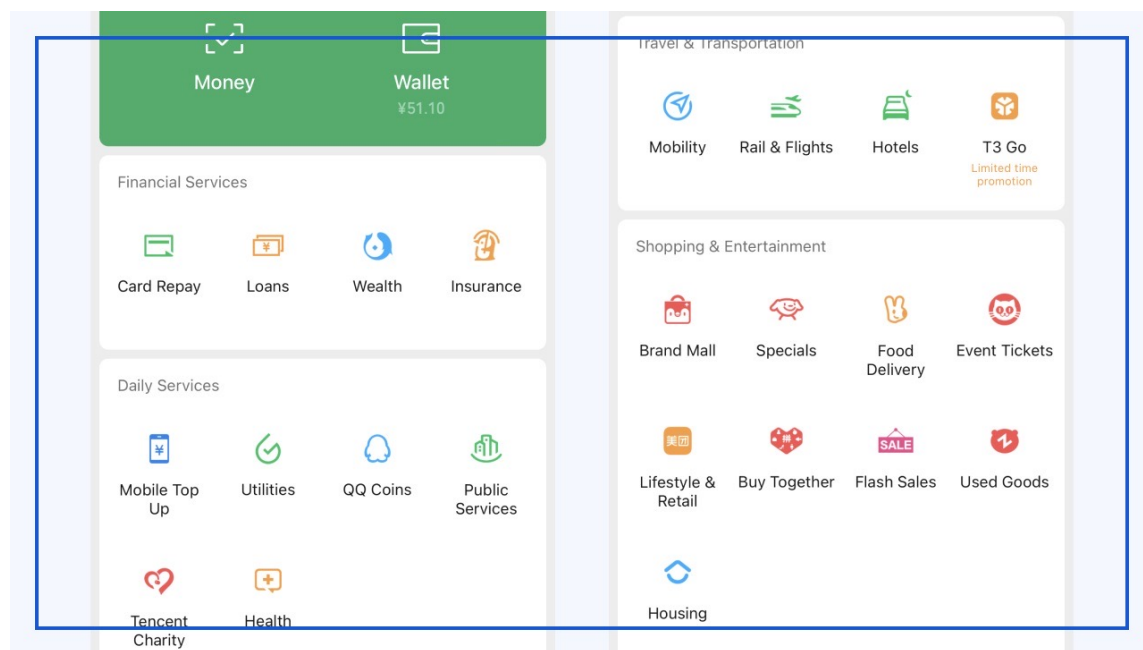 Money
Wallet
¥51.10
Financial Services
Card Repay
Loans
Wealth
Insurance
Daily Services
Mobile Top
Up
Utilities
QQ Coins
Public
Services
Tencent
Charity
Health
Travel & Transportation
Mobility
Rail & Flights
Hotels
T3 Go
Limited time
promotion
Shopping & Entertainment
Brand Mall
Specials
Food
Delivery
Event Tickets
美团
Lifestyle &
Retail
拼
Buy Together
SALE
Flash Sales
Used Goods
Housing